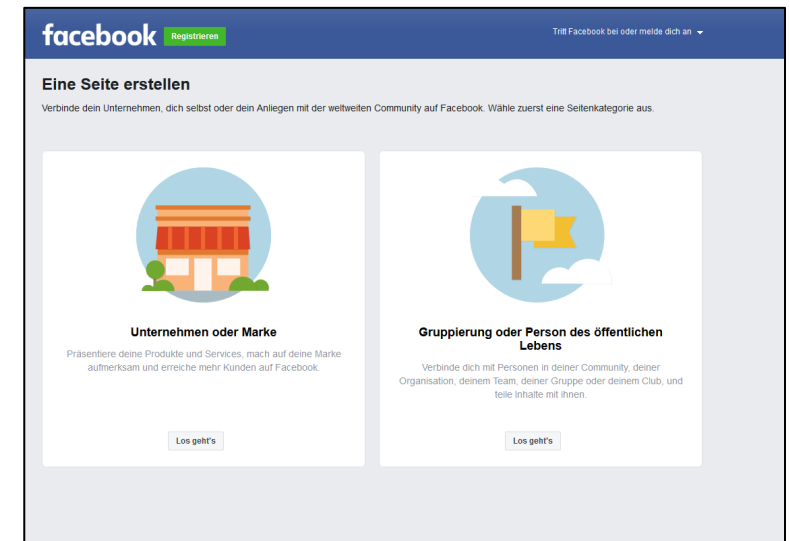 facebook Registrieren Tritt Facebook bei oder melde dich an
Eine Seite erstellen
Verbinde dein Unternehmen, dich selbst oder dein Anliegen mit der weltweiten Community auf Facebook. Wähle zuerst eine Seitenkategorie aus.
Unternehmen oder Marke
Präsentiere deine Produkte und Services, mach auf deine Marke
aufmerksam und erreiche mehr Kunden auf Facebook.
Los geht's
Gruppierung oder Person des öffentlichen
Lebens
Verbinde dich mit Personen in deiner Community, deiner
Organisation, deinem Team, deiner Gruppe oder deinem Club, und
teile Inhalte mit ihnen.
Los geht's